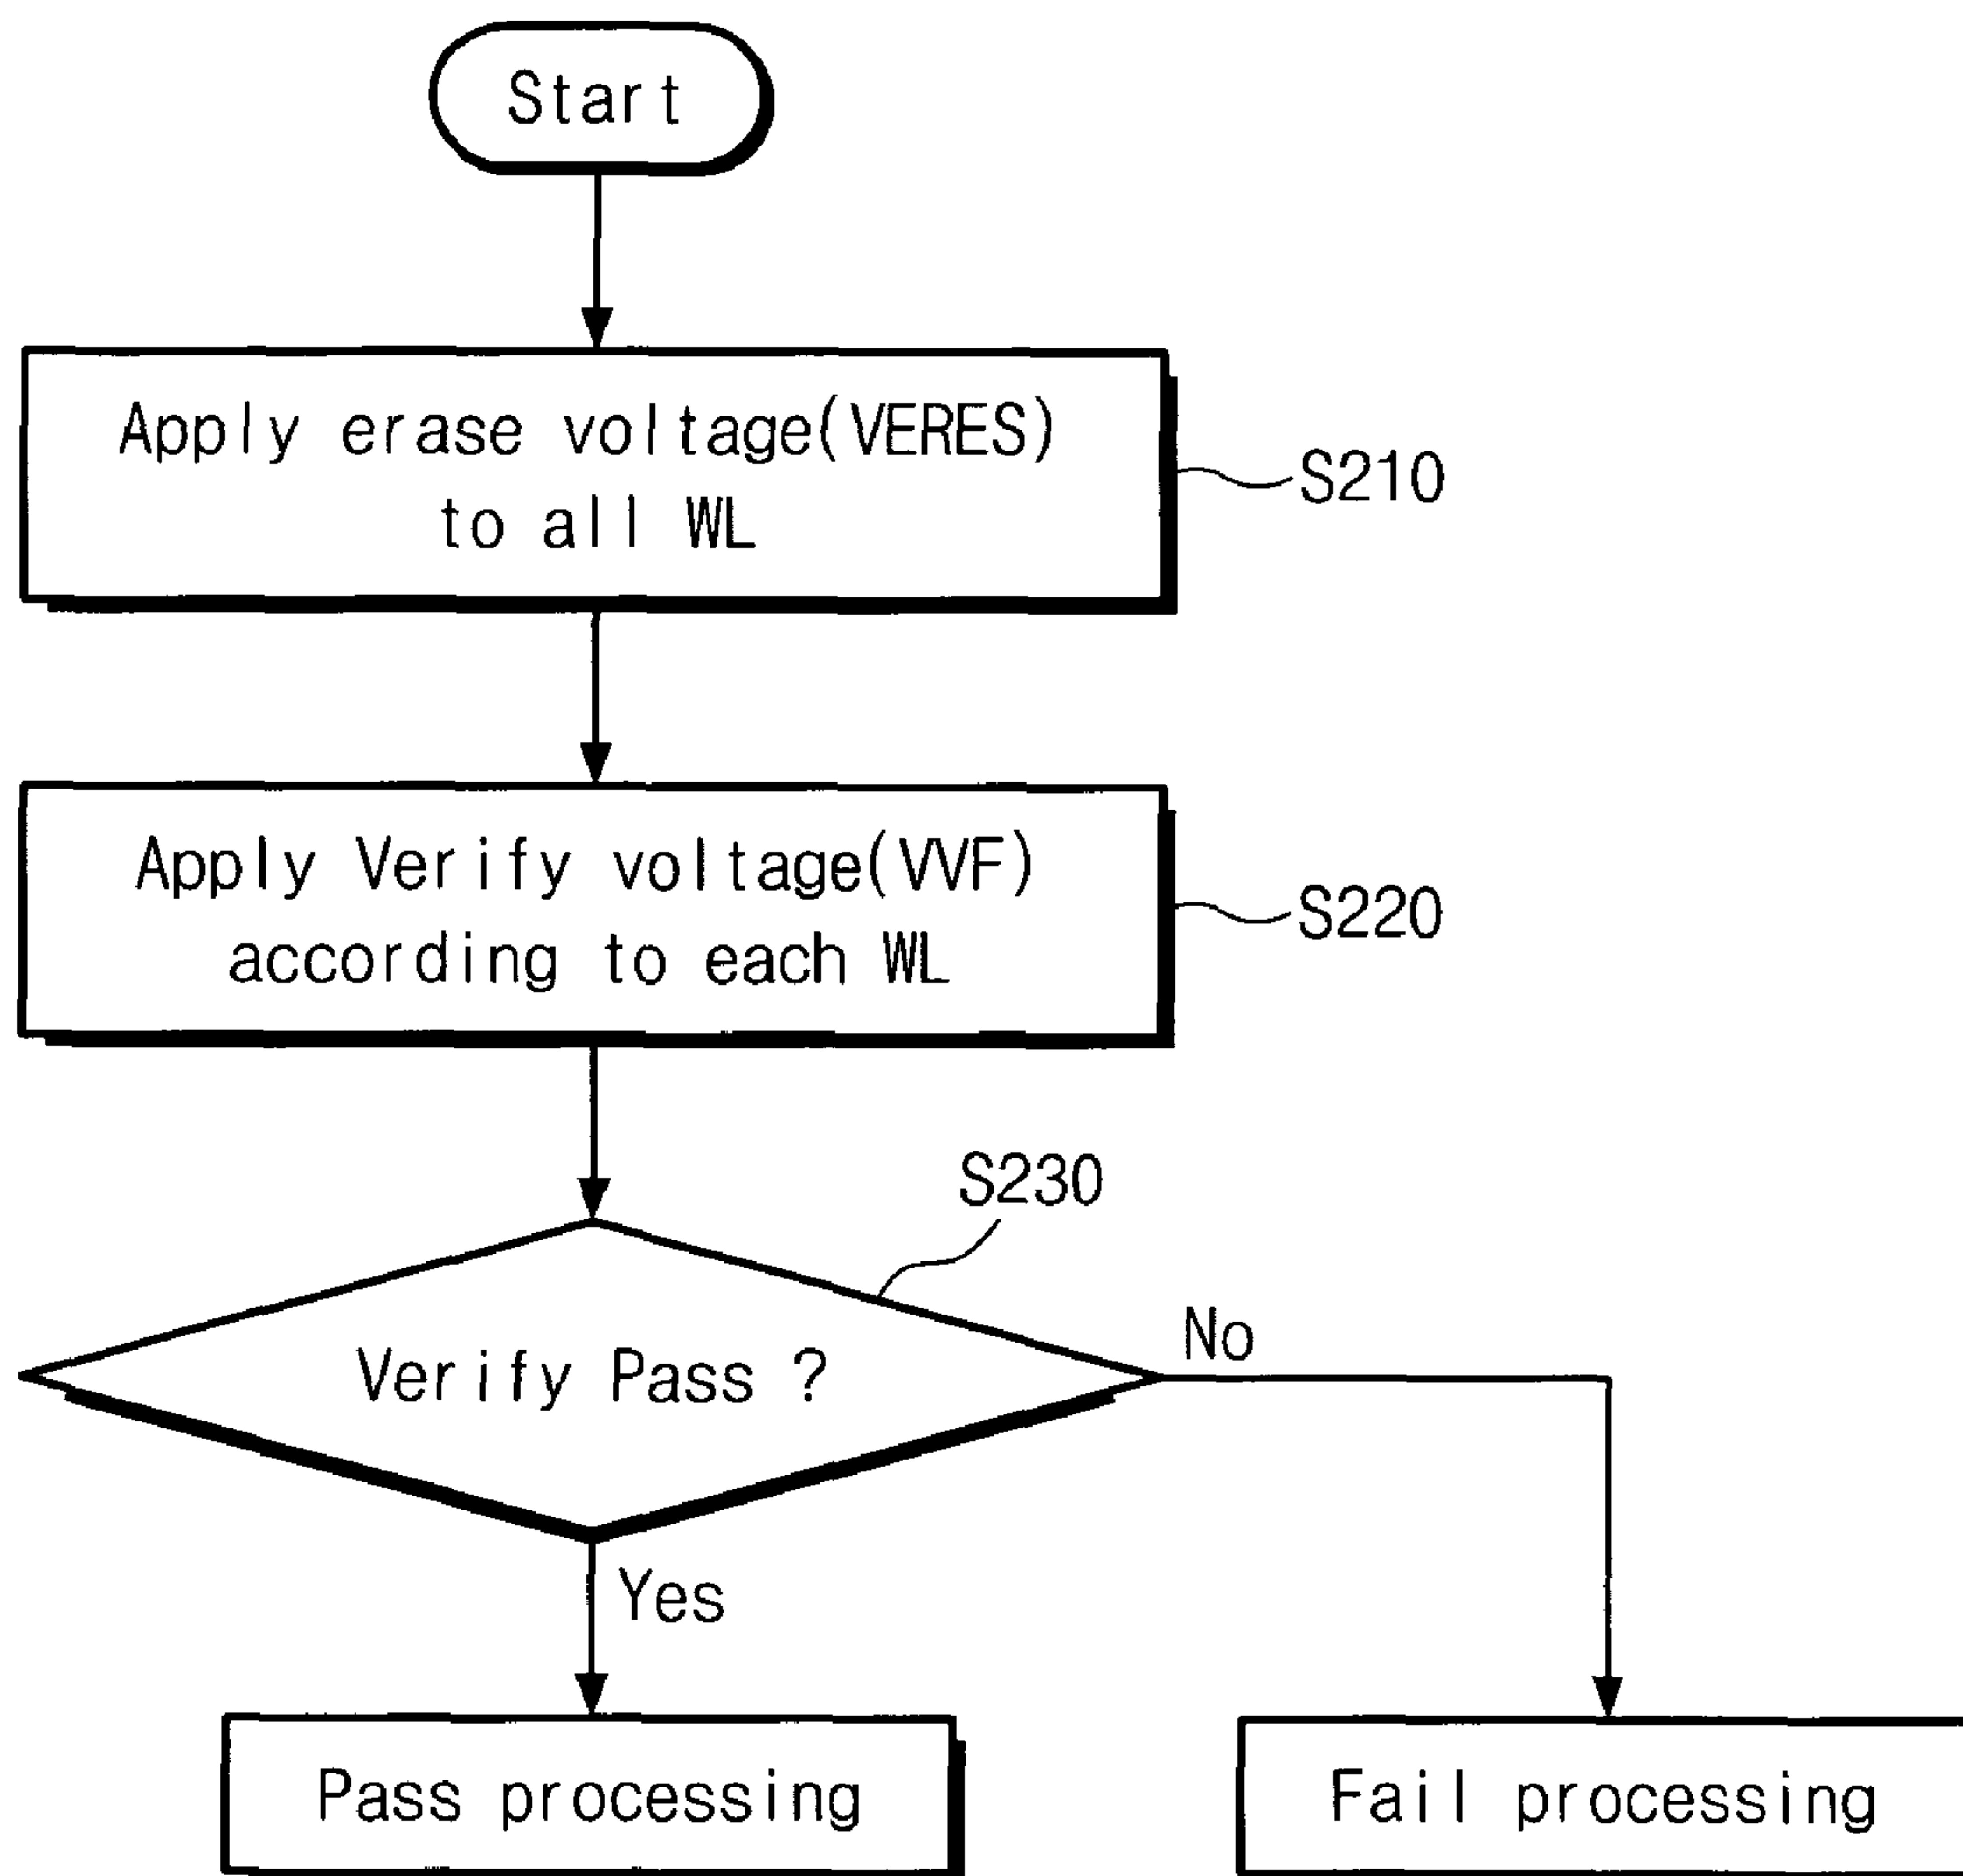 Start
Apply erase voltage(VERES)
to all WL
S210
Apply Verify voltage(VVF)
according to each WL
S220
S230
Verify Pass ?
No
Yes
Pass processing
Fail processing